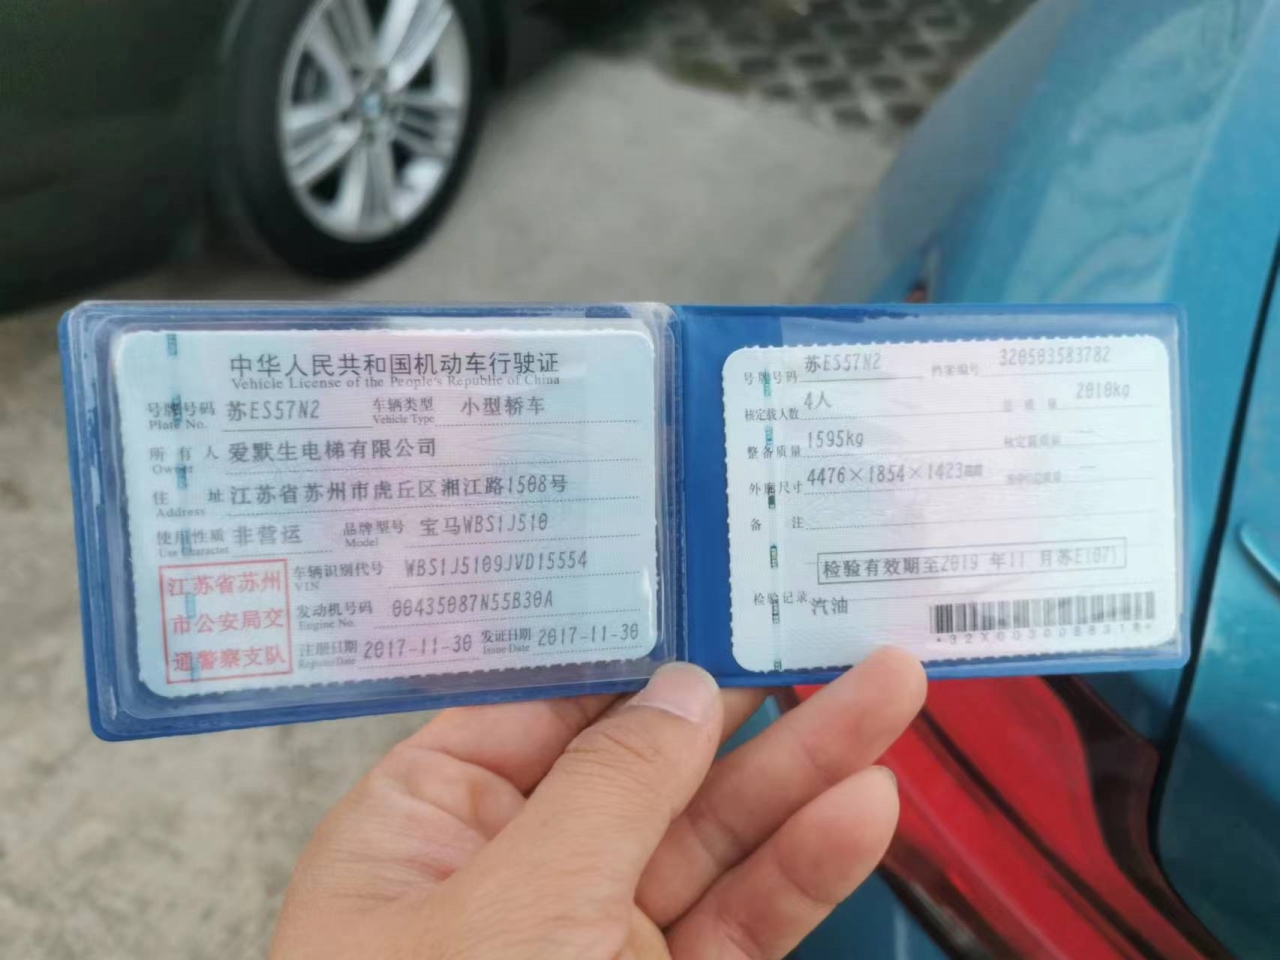 中华人民共和国机动车行驶证
Vehicle License of the People's Republic of China
号牌号码 苏ES57N2 车辆类型 小型轿车
Plate No. Vehicle Type
所有人 爱默生电梯有限公司
Owner
住址 江苏省苏州市虎丘区湘江路1508号
Address
使用性质 非营运 品牌型号 宝马WBS1J510
Use Character Model
江苏省苏州
市公安局交
通警察支队
车辆识别代号 WBS1J5109JVD15554
VIN
发动机号码 00435087N55B30A
Engine No.
注册日期 2017-11-30 发证日期 2017-11-30
Register Date Issue Date
号牌号码 苏ES57N2 档案编号 320503583782
核定载人数 4人 总质量 2010kg
整备质量 1595kg 核定载质量
外廓尺寸 4476×1854×1423mm
备注
检验有效期至2019 年11 月苏E(07)
检验记录 汽油